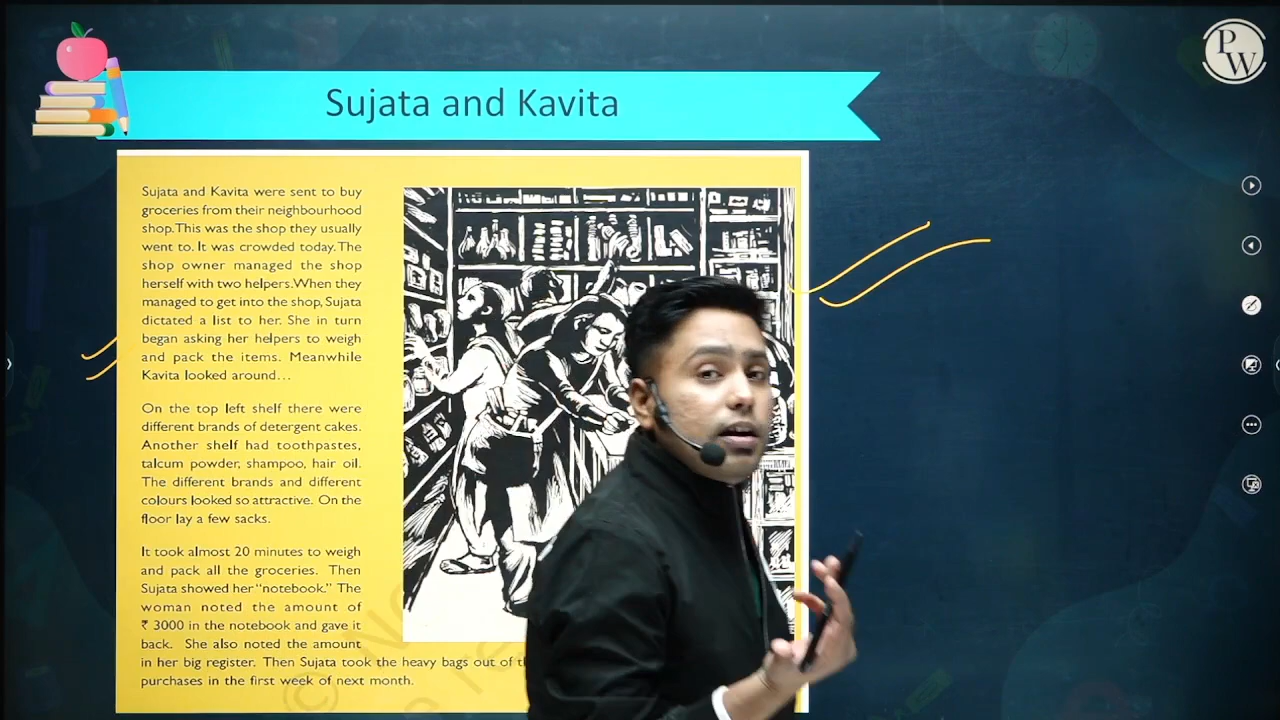 PW
Sujata and Kavita
Sujata and Kavita were sent to buy
groceries from their neighbourhood
shop. This was the shop they usually
went to. It was crowded today. The
shop owner managed the shop
herself with two helpers. When they
managed to get into the shop, Sujata
dictated a list to her. She in turn
began asking her helpers to weigh
and pack the items. Meanwhile
Kavita looked around...
On the top left shelf there were
different brands of detergent cakes.
Another shelf had toothpastes,
talcum powder, shampoo, hair oil.
The different brands and different
colours looked so attractive. On the
floor lay a few sacks.
It took almost 20 minutes to weigh
and pack all the groceries. Then
Sujata showed her "notebook." The
woman noted the amount of
₹ 3000 in the notebook and gave it
back. She also noted the amount
in her big register. Then Sujata took the heavy bags out of
purchases in the first week of next month.